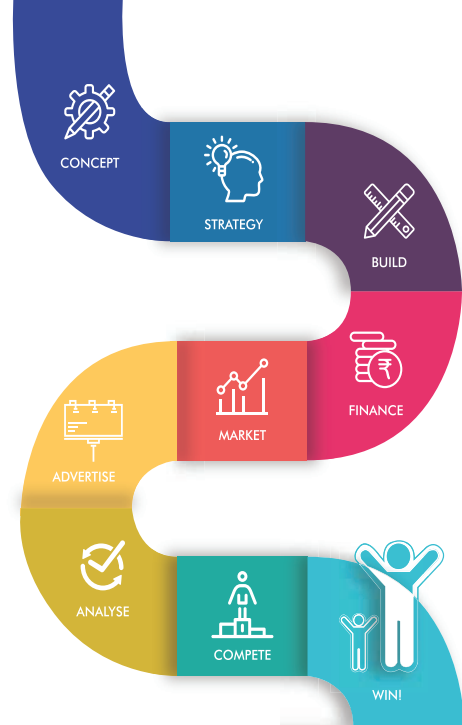 CONCEPT
STRATEGY
BUILD
FINANCE
₹
MARKET
ADVERTISE
ANALYSE
COMPETE
WIN!